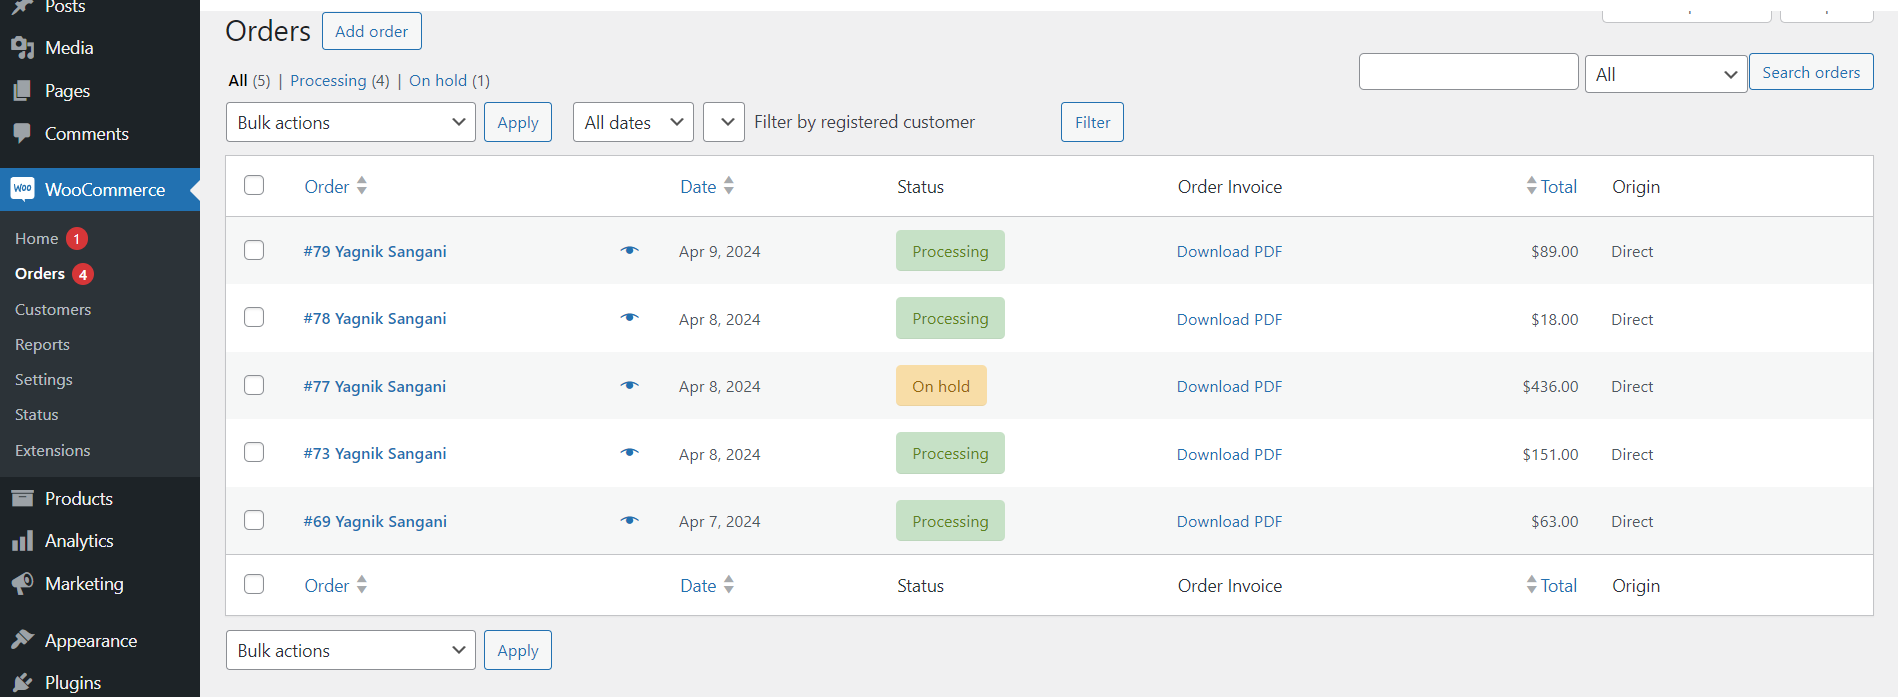 Posts
Media
Pages
Comments
Woo WooCommerce
Home 1
Orders 4
Customers
Reports
Settings
Status
Extensions
Products
Analytics
Marketing
Appearance
Plugins
Orders Add order
All (5) | Processing (4) | On hold (1)
All Search orders
Bulk actions Apply All dates Filter by registered customer Filter
Order Date Status Order Invoice Total Origin
#79 Yagnik Sangani Apr 9, 2024 Processing Download PDF $89.00 Direct
#78 Yagnik Sangani Apr 8, 2024 Processing Download PDF $18.00 Direct
#77 Yagnik Sangani Apr 8, 2024 On hold Download PDF $436.00 Direct
#73 Yagnik Sangani Apr 8, 2024 Processing Download PDF $151.00 Direct
#69 Yagnik Sangani Apr 7, 2024 Processing Download PDF $63.00 Direct
Order Date Status Order Invoice Total Origin
Bulk actions Apply